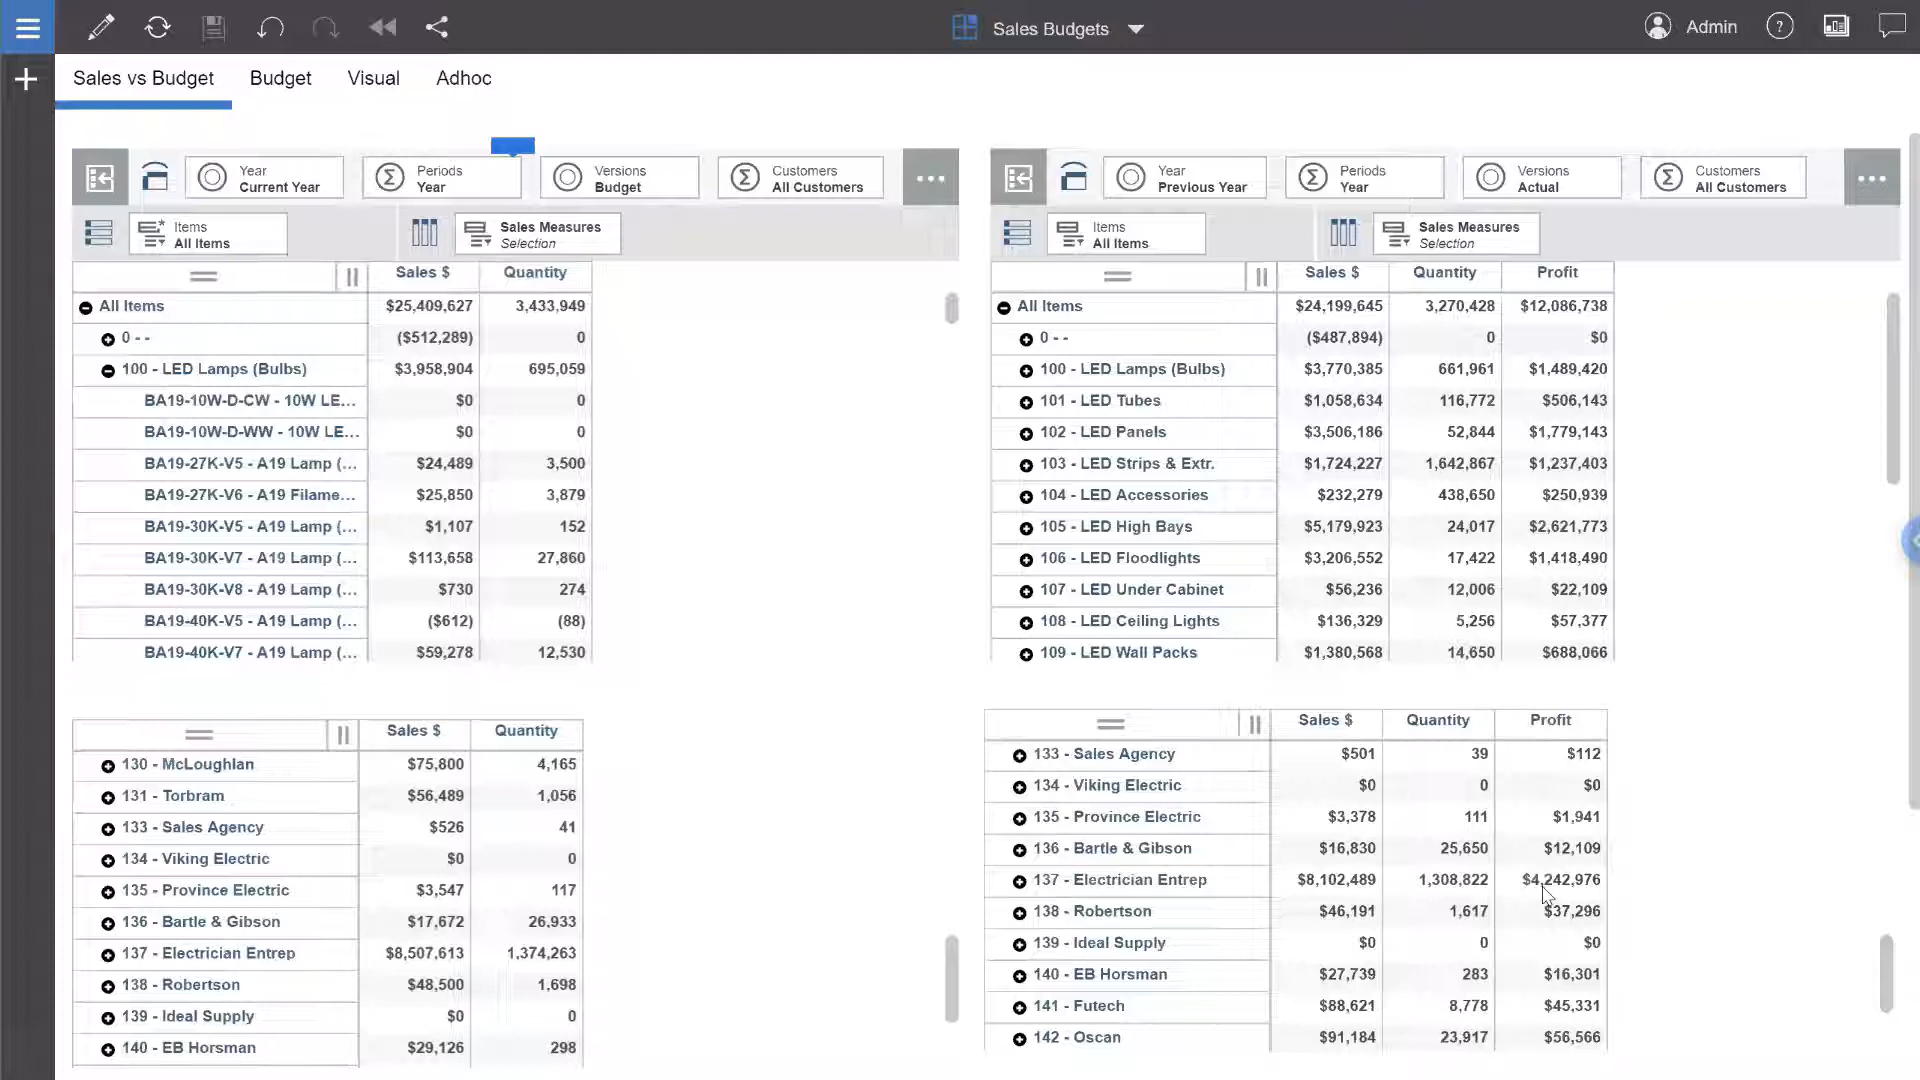 Sales Budgets
Admin
Sales vs Budget Budget Visual Adhoc
Year
Current Year
Periods
Year
Versions
Budget
Customers
All Customers
Items
All Items
Sales Measures
Selection
Sales $ Quantity
All Items $25,409,627 3,433,949
0 - - ($512,289) 0
100 - LED Lamps (Bulbs) $3,958,904 695,059
BA19-10W-D-CW - 10W LE... $0 0
BA19-10W-D-WW - 10W LE... $0 0
BA19-27K-V5 - A19 Lamp (... $24,489 3,500
BA19-27K-V6 - A19 Filame... $25,850 3,879
BA19-30K-V5 - A19 Lamp (... $1,107 152
BA19-30K-V7 - A19 Lamp (... $113,658 27,860
BA19-30K-V8 - A19 Lamp (... $730 274
BA19-40K-V5 - A19 Lamp (... ($612) (88)
BA19-40K-V7 - A19 Lamp (... $59,278 12,530
Year
Previous Year
Periods
Year
Versions
Actual
Customers
All Customers
Items
All Items
Sales Measures
Selection
Sales $ Quantity Profit
All Items $24,199,645 3,270,428 $12,086,738
0 - - ($487,894) 0 $0
100 - LED Lamps (Bulbs) $3,770,385 661,961 $1,489,420
101 - LED Tubes $1,058,634 116,772 $506,143
102 - LED Panels $3,506,186 52,844 $1,779,143
103 - LED Strips & Extr. $1,724,227 1,642,867 $1,237,403
104 - LED Accessories $232,279 438,650 $250,939
105 - LED High Bays $5,179,923 24,017 $2,621,773
106 - LED Floodlights $3,206,552 17,422 $1,418,490
107 - LED Under Cabinet $56,236 12,006 $22,109
108 - LED Ceiling Lights $136,329 5,256 $57,377
109 - LED Wall Packs $1,380,568 14,650 $688,066
Sales $ Quantity
130 - McLoughlan $75,800 4,165
131 - Torbram $56,489 1,056
133 - Sales Agency $526 41
134 - Viking Electric $0 0
135 - Province Electric $3,547 117
136 - Bartle & Gibson $17,672 26,933
137 - Electrician Entrep $8,507,613 1,374,263
138 - Robertson $48,500 1,698
139 - Ideal Supply $0 0
140 - EB Horsman $29,126 298
Sales $ Quantity Profit
133 - Sales Agency $501 39 $112
134 - Viking Electric $0 0 $0
135 - Province Electric $3,378 111 $1,941
136 - Bartle & Gibson $16,830 25,650 $12,109
137 - Electrician Entrep $8,102,489 1,308,822 $4,242,976
138 - Robertson $46,191 1,617 $37,296
139 - Ideal Supply $0 0 $0
140 - EB Horsman $27,739 283 $16,301
141 - Futech $88,621 8,778 $45,331
142 - Oscan $91,184 23,917 $56,566